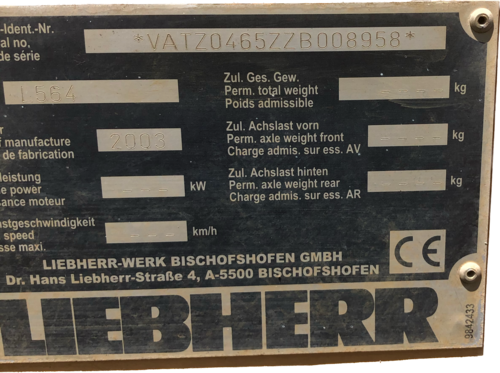 -Ident.-Nr.
al no. *VATZ0465ZZB008958*
de série
L564
Zul. Ges. Gew.
Perm. total weight --- kg
Poids admissible
manufacture 2003
de fabrication
Zul. Achslast vorn
Perm. axle weight front --- kg
Charge admis. sur ess. AV
leistung
power --- kW
sance moteur
Zul. Achslast hinten
Perm. axle weight rear --- kg
Charge admis. sur ess. AR
stgeschwindigkeit
speed --- km/h
sse maxi.
LIEBHERR-WERK BISCHOFSHOFEN GMBH
Dr. Hans Liebherr-Straße 4, A-5500 BISCHOFSHOFEN
CE
LIEBHERR
9842433